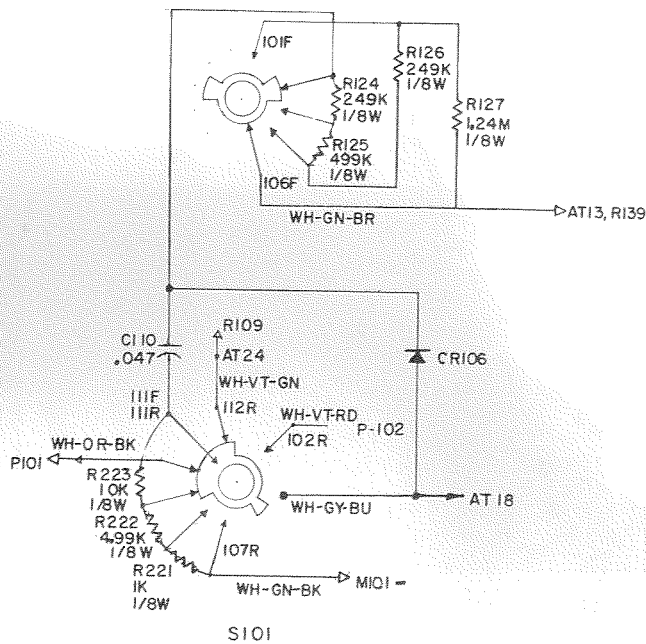 101F
R124
249K
1/8W
R126
249K
1/8W
R127
1.24M
1/8W
R125
499K
1/8W
106F
WH-GN-BR
AT13, R139
C110
.047
R109
AT24
WH-VT-GN
112R
CR106
111F
111R
WH-VT-RD
102R
P-102
WH-OR-BK
P101
R223
10K
1/8W
R222
4.99K
1/8W
R221
1K
1/8W
107R
WH-GY-BU
AT18
WH-GN-BK
M101-
S101